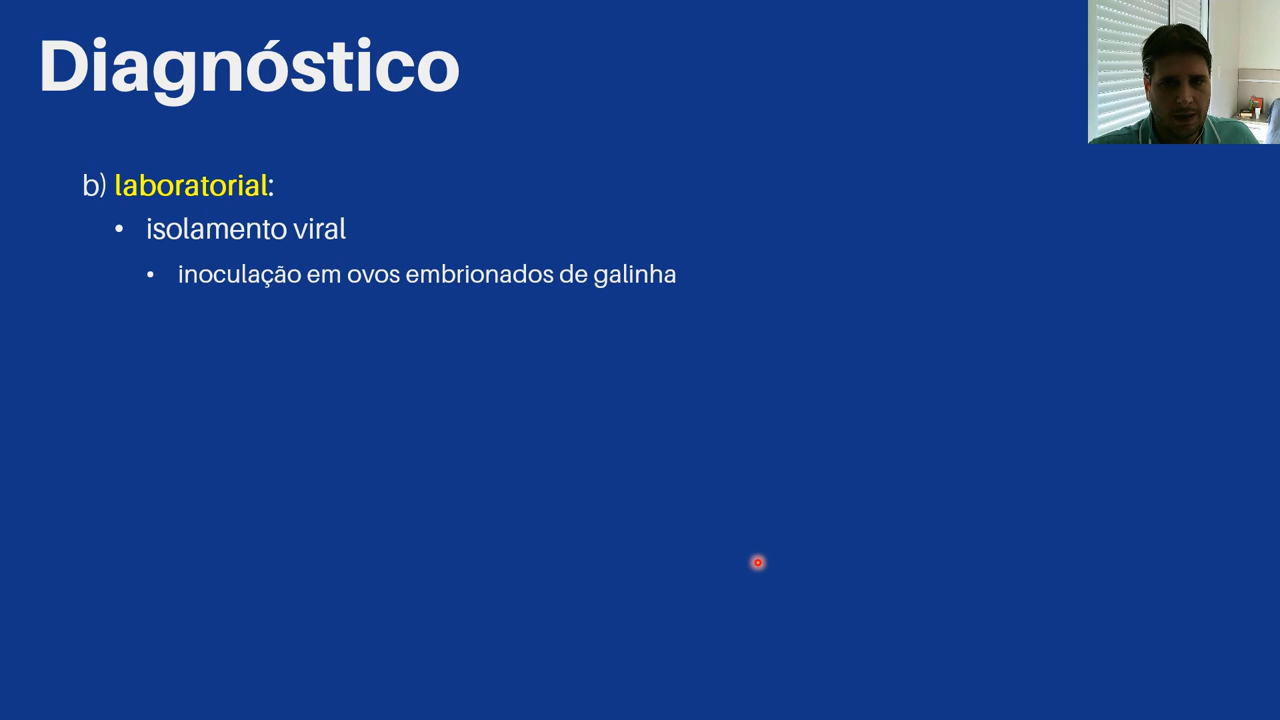 Diagnóstico
b) laboratorial:
• isolamento viral
• inoculação em ovos embrionados de galinha